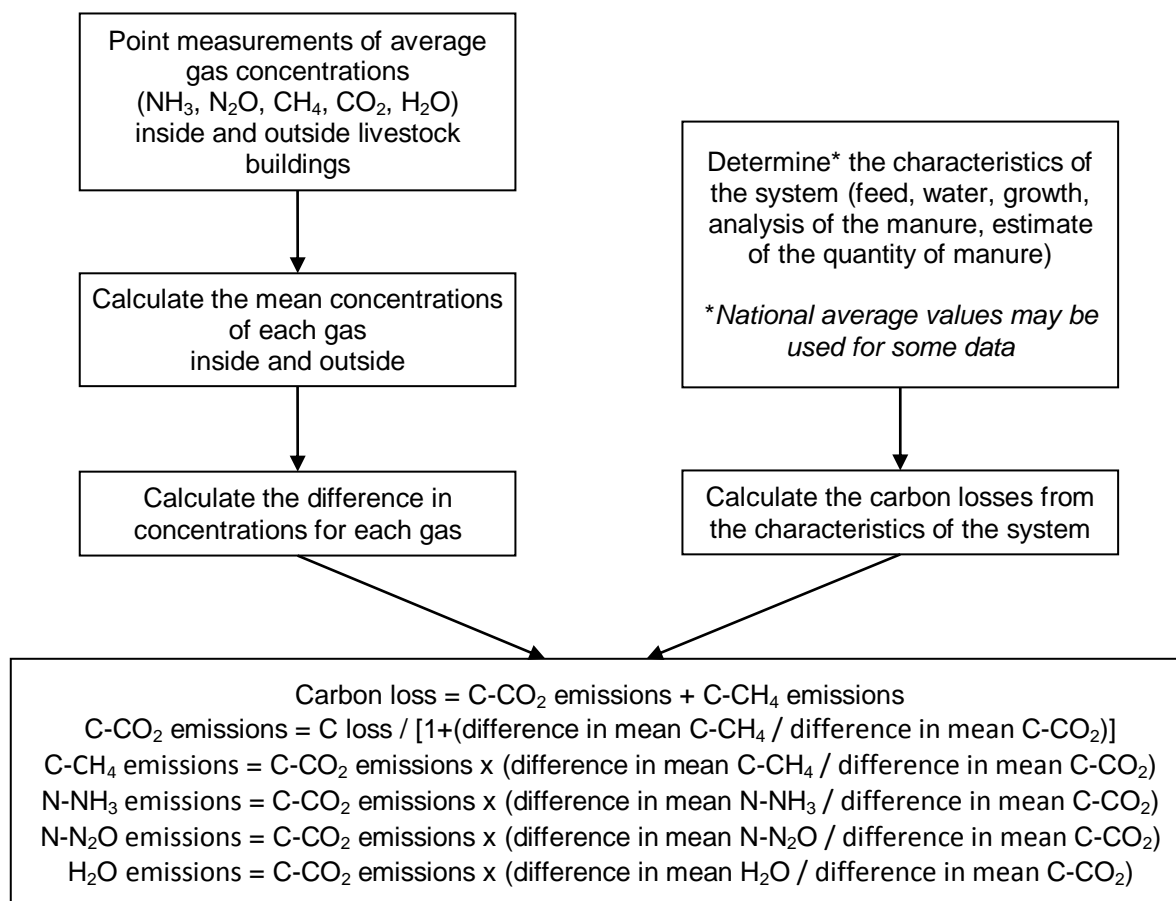 Point measurements of average
gas concentrations
(NH₃, N₂O, CH₄, CO₂, H₂O)
inside and outside livestock
buildings
Calculate the mean concentrations
of each gas
inside and outside
Calculate the difference in
concentrations for each gas
Determine* the characteristics of
the system (feed, water, growth,
analysis of the manure, estimate
of the quantity of manure)
*National average values may be
used for some data
Calculate the carbon losses from
the characteristics of the system
Carbon loss = C-CO₂ emissions + C-CH₄ emissions
C-CO₂ emissions = C loss / [1+(difference in mean C-CH₄ / difference in mean C-CO₂)]
C-CH₄ emissions = C-CO₂ emissions x (difference in mean C-CH₄ / difference in mean C-CO₂)
N-NH₃ emissions = C-CO₂ emissions x (difference in mean N-NH₃ / difference in mean C-CO₂)
N-N₂O emissions = C-CO₂ emissions x (difference in mean N-N₂O / difference in mean C-CO₂)
H₂O emissions = C-CO₂ emissions x (difference in mean H₂O / difference in mean C-CO₂)